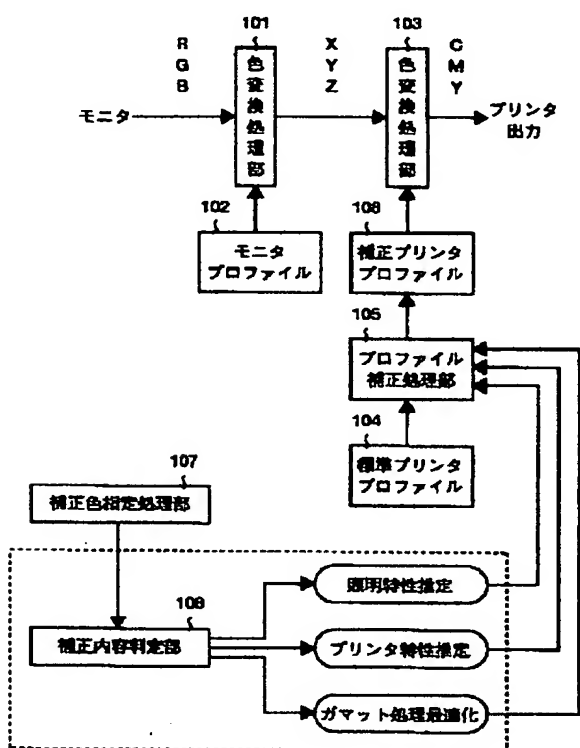 101
103
R
G
B
X
Y
Z
C
M
Y
モニタ
色変換処理部
色変換処理部
プリンタ
出力
102
モニタ
プロファイル
108
補正プリンタ
プロファイル
105
プロファイル
補正処理部
104
標準プリンタ
プロファイル
107
補正色指定処理部
照明特性推定
108
補正内容判定部
プリンタ特性推定
ガマット処理最適化